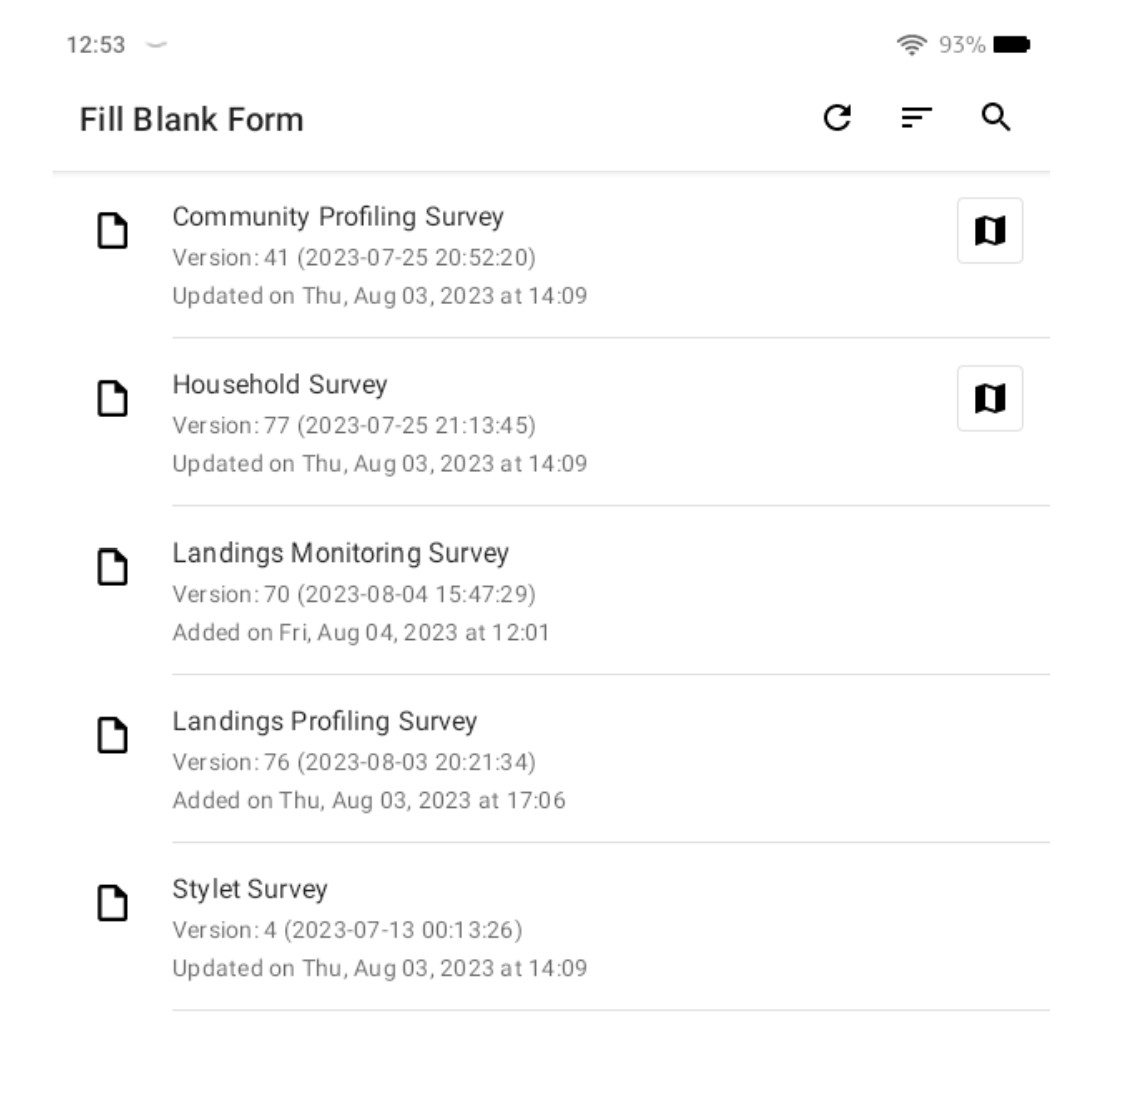 12:53
93%
Fill Blank Form
Community Profiling Survey
Version: 41 (2023-07-25 20:52:20)
Updated on Thu, Aug 03, 2023 at 14:09
Household Survey
Version: 77 (2023-07-25 21:13:45)
Updated on Thu, Aug 03, 2023 at 14:09
Landings Monitoring Survey
Version: 70 (2023-08-04 15:47:29)
Added on Fri, Aug 04, 2023 at 12:01
Landings Profiling Survey
Version: 76 (2023-08-03 20:21:34)
Added on Thu, Aug 03, 2023 at 17:06
Stylet Survey
Version: 4 (2023-07-13 00:13:26)
Updated on Thu, Aug 03, 2023 at 14:09